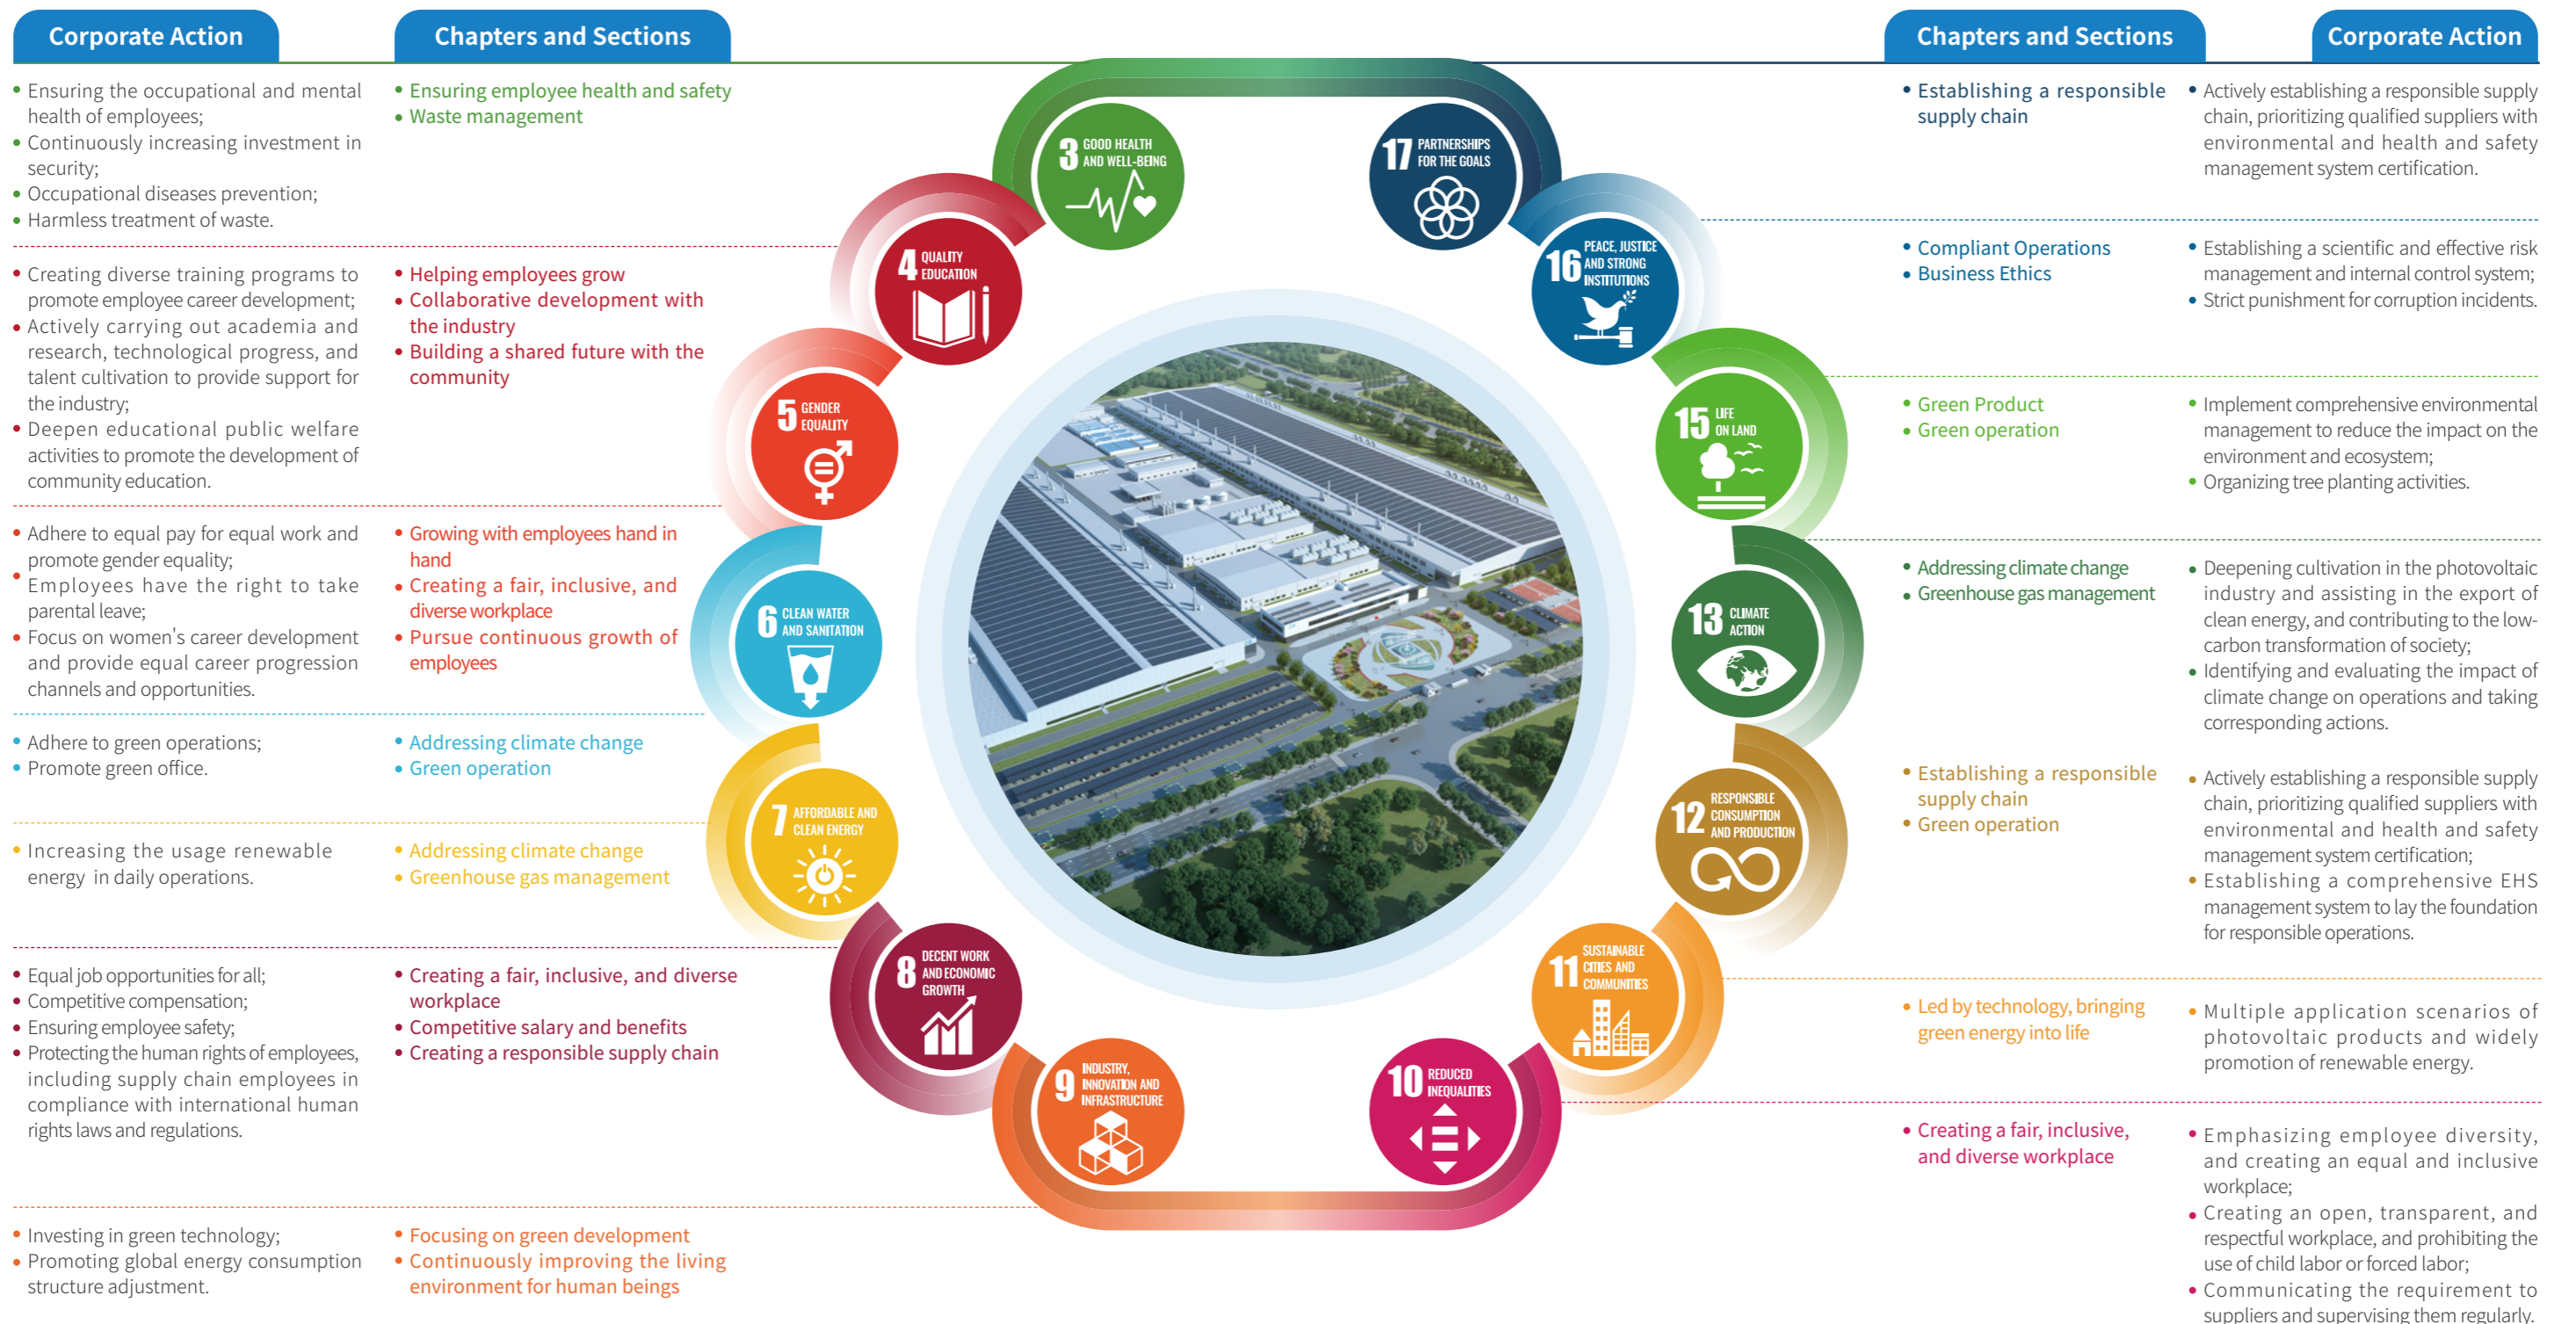 Corporate Action
Chapters and Sections
Ensuring the occupational and mental
health of employees;
Continuously increasing investment in
security;
Occupational diseases prevention;
Harmless treatment of waste.
Ensuring employee health and safety
Waste management
Creating diverse training programs to
promote employee career development;
Actively carrying out academia and
research, technological progress, and
talent cultivation to provide support for
the industry;
Deepen educational public welfare
activities to promote the development of
community education.
Helping employees grow
Collaborative development with
the industry
Building a shared future with the
community
Adhere to equal pay for equal work and
promote gender equality;
Employees have the right to take
parental leave;
Focus on women's career development
and provide equal career progression
channels and opportunities.
Growing with employees hand in
hand
Creating a fair, inclusive, and
diverse workplace
Pursue continuous growth of
employees
Adhere to green operations;
Promote green office.
Addressing climate change
Green operation
Increasing the usage renewable
energy in daily operations.
Addressing climate change
Greenhouse gas management
Equal job opportunities for all;
Competitive compensation;
Ensuring employee safety;
Protecting the human rights of employees,
including supply chain employees in
compliance with international human
rights laws and regulations.
Creating a fair, inclusive, and diverse
workplace
Competitive salary and benefits
Creating a responsible supply chain
Investing in green technology;
Promoting global energy consumption
structure adjustment.
Focusing on green development
Continuously improving the living
environment for human beings
3 GOOD HEALTH
AND WELL-BEING
4 QUALITY
EDUCATION
5 GENDER
EQUALITY
6 CLEAN WATER
AND SANITATION
7 AFFORDABLE AND
CLEAN ENERGY
8 DECENT WORK
AND ECONOMIC
GROWTH
9 INDUSTRY,
INNOVATION AND
INFRASTRUCTURE
17 PARTNERSHIPS
FOR THE GOALS
16 PEACE, JUSTICE
AND STRONG
INSTITUTIONS
15 LIFE
ON LAND
13 CLIMATE
ACTION
12 RESPONSIBLE
CONSUMPTION
AND PRODUCTION
11 SUSTAINABLE
CITIES AND
COMMUNITIES
10 REDUCED
INEQUALITIES
Chapters and Sections
Corporate Action
Establishing a responsible
supply chain
Actively establishing a responsible supply
chain, prioritizing qualified suppliers with
environmental and health and safety
management system certification.
Compliant Operations
Business Ethics
Establishing a scientific and effective risk
management and internal control system;
Strict punishment for corruption incidents.
Green Product
Green operation
Implement comprehensive environmental
management to reduce the impact on the
environment and ecosystem;
Organizing tree planting activities.
Addressing climate change
Greenhouse gas management
Deepening cultivation in the photovoltaic
industry and assisting in the export of
clean energy, and contributing to the low-
carbon transformation of society;
Identifying and evaluating the impact of
climate change on operations and taking
corresponding actions.
Establishing a responsible
supply chain
Green operation
Actively establishing a responsible supply
chain, prioritizing qualified suppliers with
environmental and health and safety
management system certification;
Establishing a comprehensive EHS
management system to lay the foundation
for responsible operations.
Led by technology, bringing
green energy into life
Multiple application scenarios of
photovoltaic products and widely
promotion of renewable energy.
Creating a fair, inclusive,
and diverse workplace
Emphasizing employee diversity,
and creating an equal and inclusive
workplace;
Creating an open, transparent, and
respectful workplace, and prohibiting the
use of child labor or forced labor;
Communicating the requirement to
suppliers and supervising them regularly.